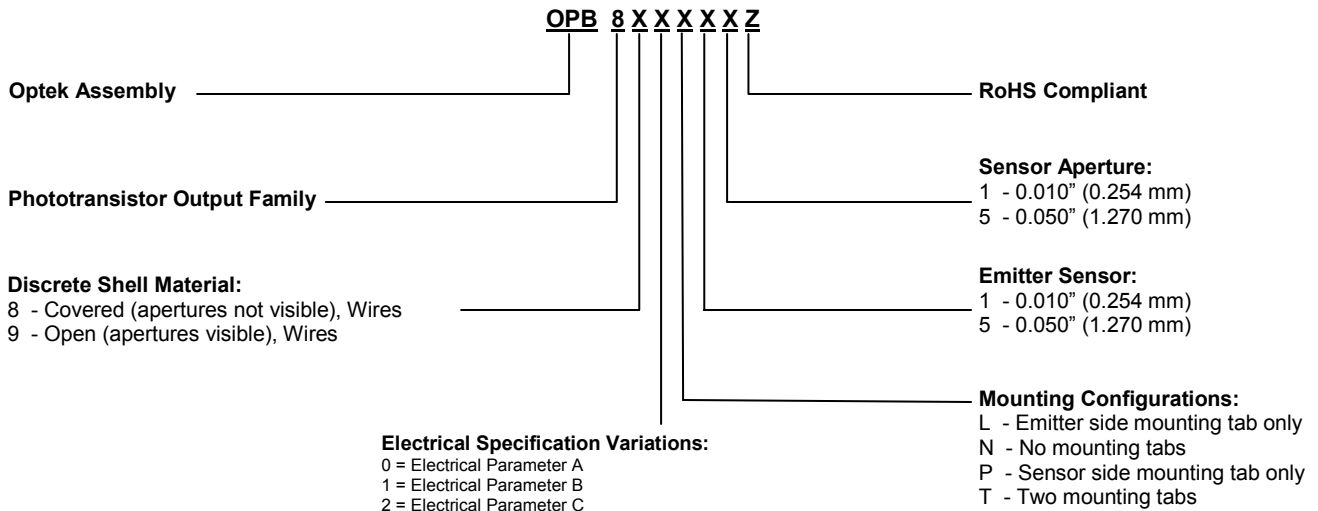 OPB 8 X X X X X Z
Optek Assembly
RoHS Compliant
Phototransistor Output Family
Sensor Aperture:
1 - 0.010” (0.254 mm)
5 - 0.050” (1.270 mm)
Discrete Shell Material:
8 - Covered (apertures not visible), Wires
9 - Open (apertures visible), Wires
Emitter Sensor:
1 - 0.010” (0.254 mm)
5 - 0.050” (1.270 mm)
Electrical Specification Variations:
0 = Electrical Parameter A
1 = Electrical Parameter B
2 = Electrical Parameter C
Mounting Configurations:
L - Emitter side mounting tab only
N - No mounting tabs
P - Sensor side mounting tab only
T - Two mounting tabs